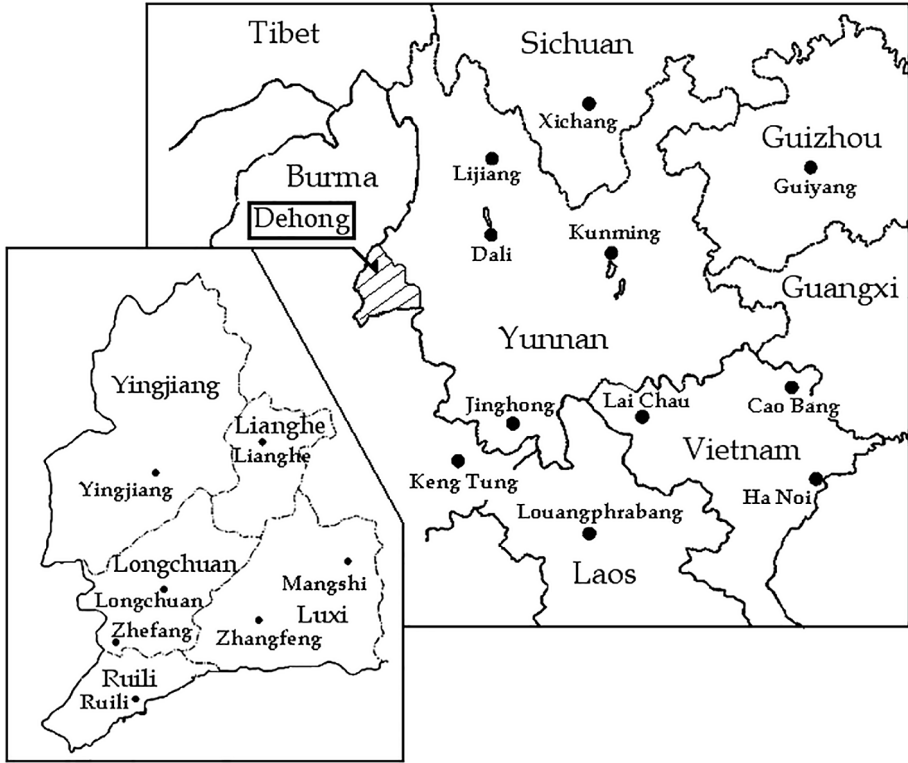 Tibet
Sichuan
Xichang
Guizhou
Guiyang
Burma
Lijiang
Dehong
Dali
Kunming
Guangxi
Yunnan
Jinghong
Lai Chau
Cao Bang
Vietnam
Keng Tung
Ha Noi
Louangphrabang
Laos
Yingjiang
Lianghe
Lianghe
Yingjiang
Longchuan
Longchuan
Mangshi
Luxi
Zhefang
Zhangfeng
Ruili
Ruili